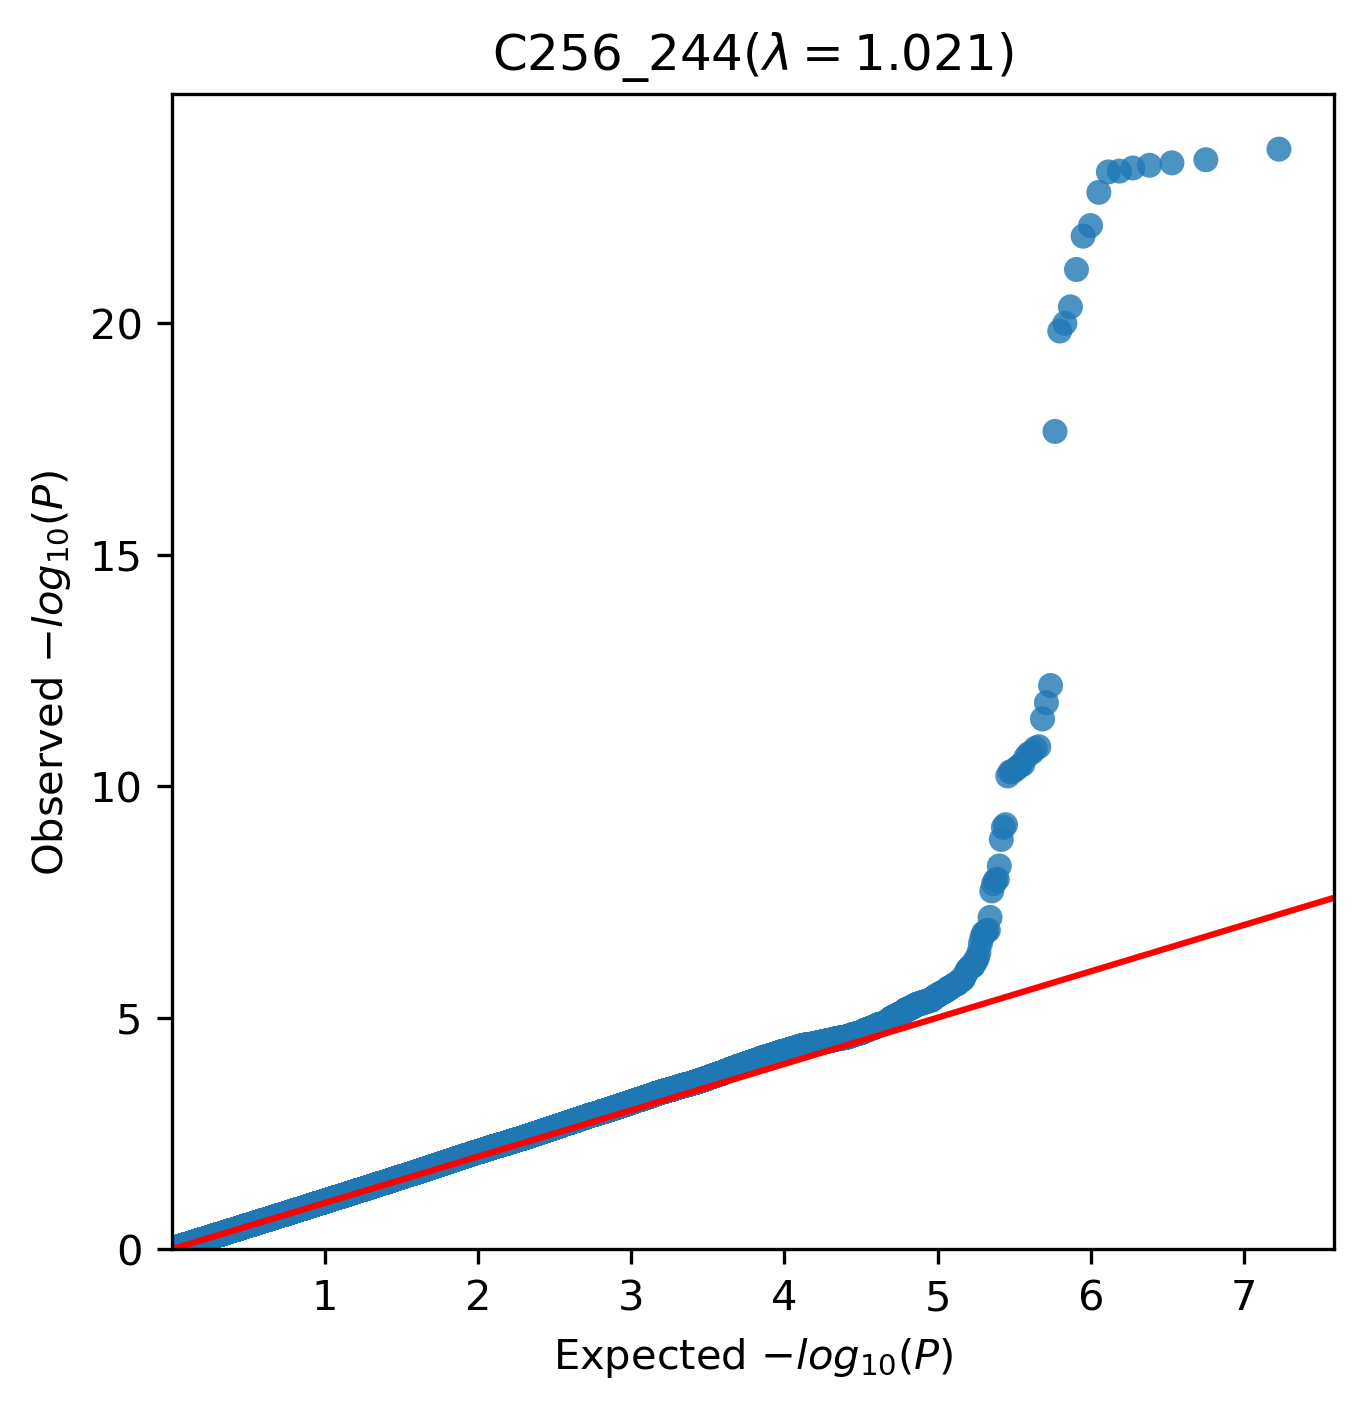 C256_244(λ = 1.021)
Observed −log₁₀(P)
20
15
10
5
0
1 2 3 4 5 6 7
Expected −log₁₀(P)